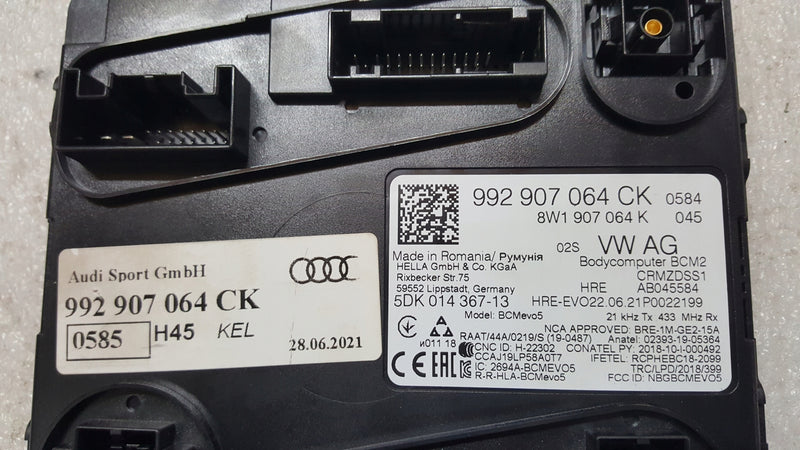 Audi Sport GmbH
992 907 064 CK
0585 H45 KEL
28.06.2021
992 907 064 CK 0584
8W1 907 064 K 045
02S VW AG
Made in Romania/ Румунія
Bodycomputer BCM2
HELLA GmbH & Co. KGaA
CRMZDSS1
Rixbecker Str. 75
HRE AB045584
59552 Lippstadt, Germany
5DK 014 367-13 HRE-EVO22.06.21P0022199
Model: BCMevo5 21 kHz Tx 433 MHz Rx
NCA APPROVED: BRE-1M-GE2-15A
RAAT/44A/0219/S (19-0487) Anatel: 02393-19-05364
И011 18
CNC ID: H-22302 CONATEL PY: 2018-10-I-000492
CCAJ19LP58A0T7 IFETEL: RCPHEBC18-2099
CE EAC IC: 2694A-BCMEVO5 TRC/LPD/2018/399
R-R-HLA-BCMevo5 FCC ID: NBGBCMEVO5